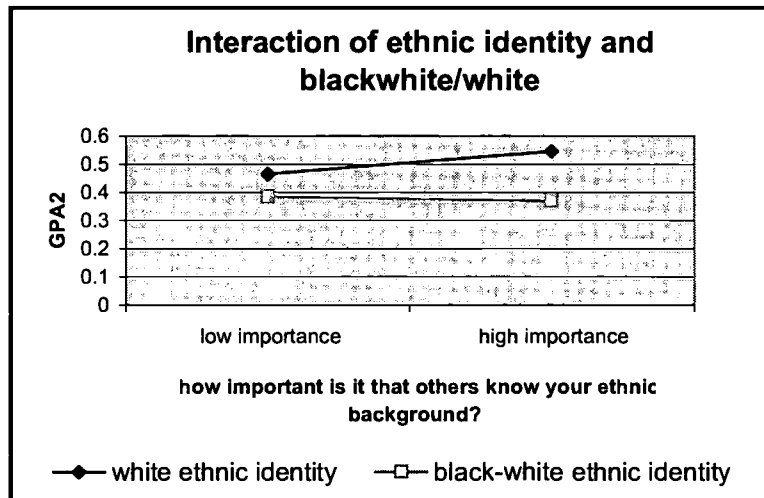 Interaction of ethnic identity and
blackwhite/white
0.6
0.5
0.4
0.3
0.2
0.1
0
GPA2
low importance high importance
how important is it that others know your ethnic
background?
white ethnic identity black-white ethnic identity